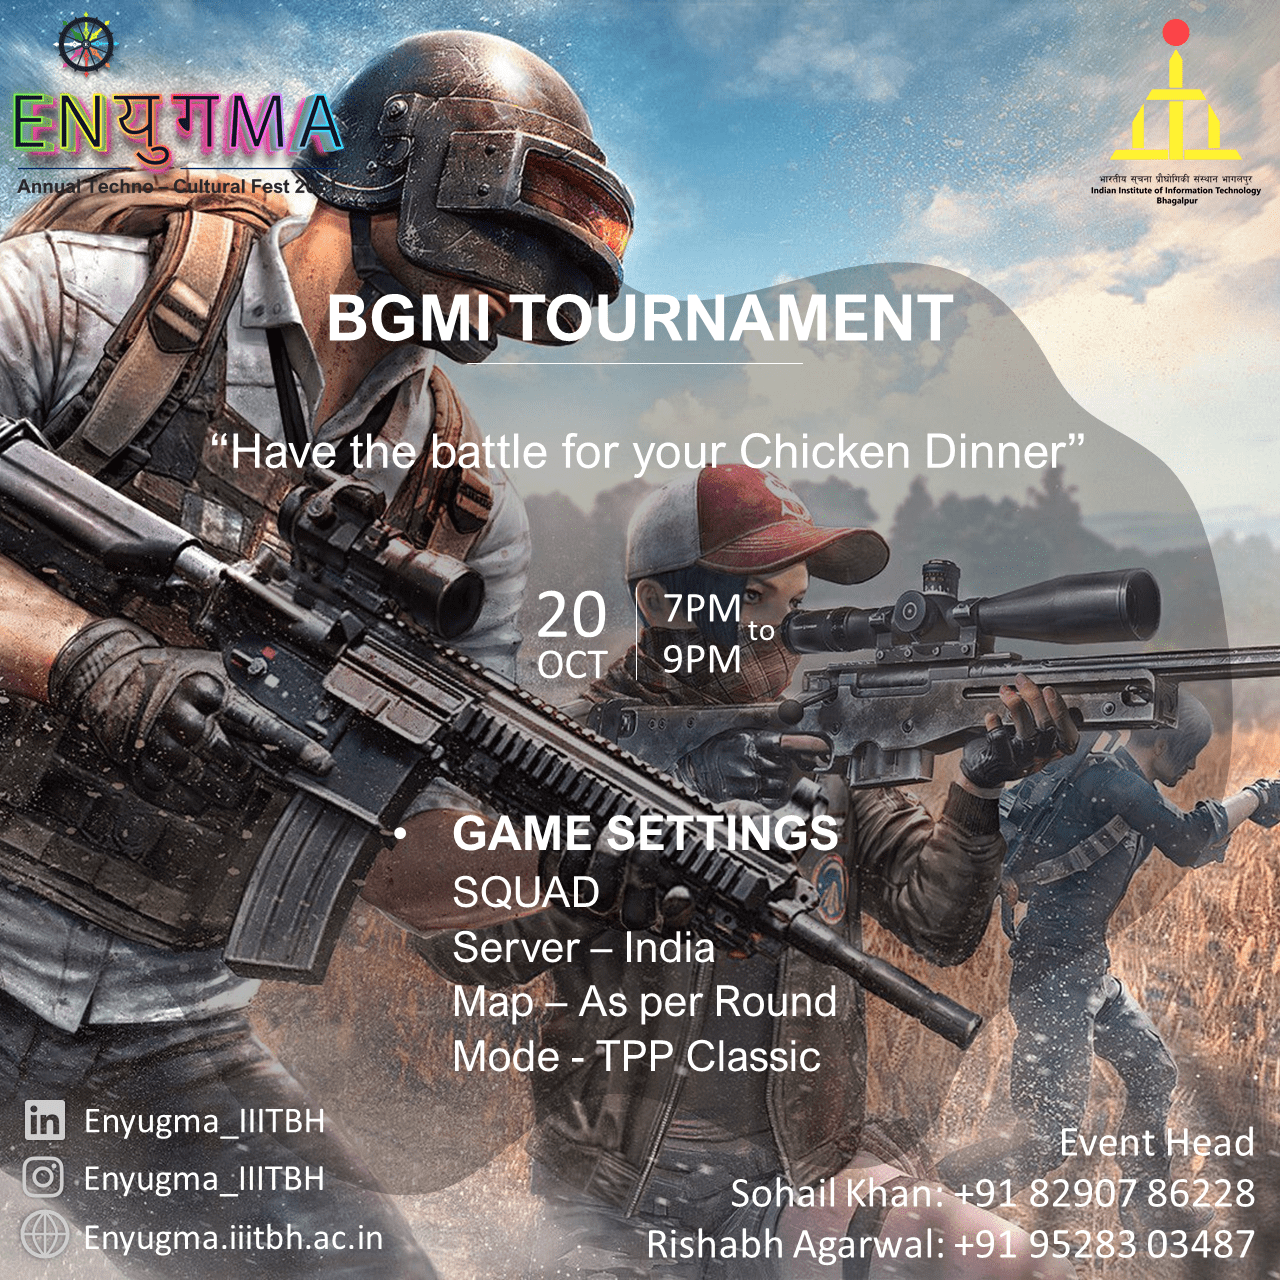 ENयुगMA
Annual Techno - Cultural Fest
भारतीय सूचना प्रौद्योगिकी संस्थान भागलपुर
Indian Institute of Information Technology
Bhagalpur
BGMI TOURNAMENT
“Have the battle for your Chicken Dinner”
20
OCT
7PM
to
9PM
• GAME SETTINGS
SQUAD
Server – India
Map – As per Round
Mode - TPP Classic
in Enyugma_IIITBH
Enyugma_IIITBH
Enyugma.iiitbh.ac.in
Event Head
Sohail Khan: +91 82907 86228
Rishabh Agarwal: +91 95283 03487